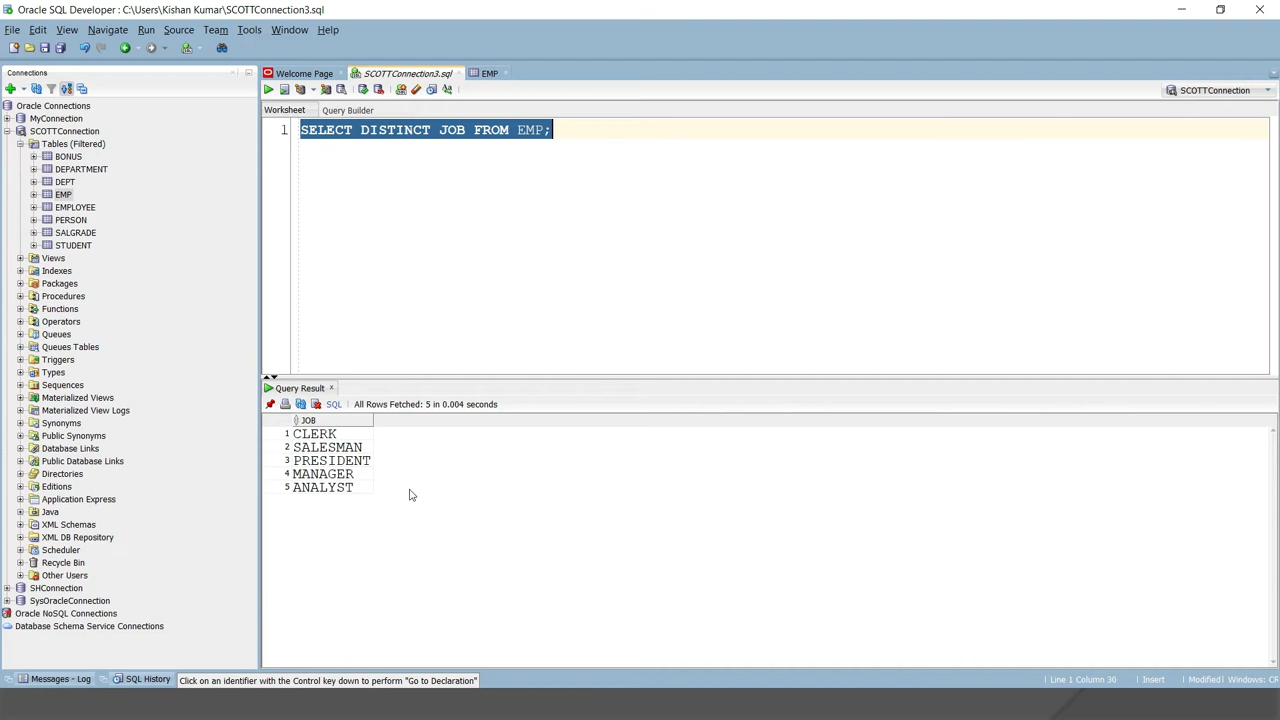 Oracle SQL Developer : C:\Users\Kishan Kumar\SCOTTConnection3.sql
File Edit View Navigate Run Source Team Tools Window Help
Connections
Oracle Connections
MyConnection
SCOTTConnection
Tables (Filtered)
BONUS
DEPARTMENT
DEPT
EMP
EMPLOYEE
PERSON
SALGRADE
STUDENT
Views
Indexes
Packages
Procedures
Functions
Operators
Queues
Queues Tables
Triggers
Types
Sequences
Materialized Views
Materialized View Logs
Synonyms
Public Synonyms
Database Links
Public Database Links
Directories
Editions
Application Express
Java
XML Schemas
XML DB Repository
Scheduler
Recycle Bin
Other Users
SHConnection
SysOracleConnection
Oracle NoSQL Connections
Database Schema Service Connections
Welcome Page SCOTTConnection3.sql EMP
SCOTTConnection
Worksheet Query Builder
1 SELECT DISTINCT JOB FROM EMP;
Query Result x
SQL All Rows Fetched: 5 in 0.004 seconds
JOB
1 CLERK
2 SALESMAN
3 PRESIDENT
4 MANAGER
5 ANALYST
Messages - Log SQL History Click on an identifier with the Control key down to perform "Go to Declaration" Line 1 Column 30 Insert Modified Windows: CR